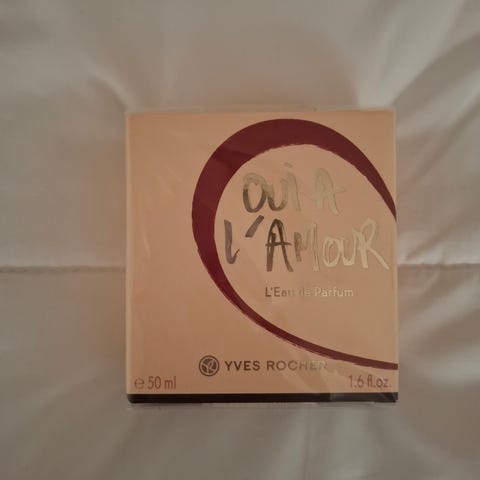 OUI A
L'AMOUR
L'Eau de Parfum
YVES ROCHER
℮ 50 ml 1.6 fl.oz.